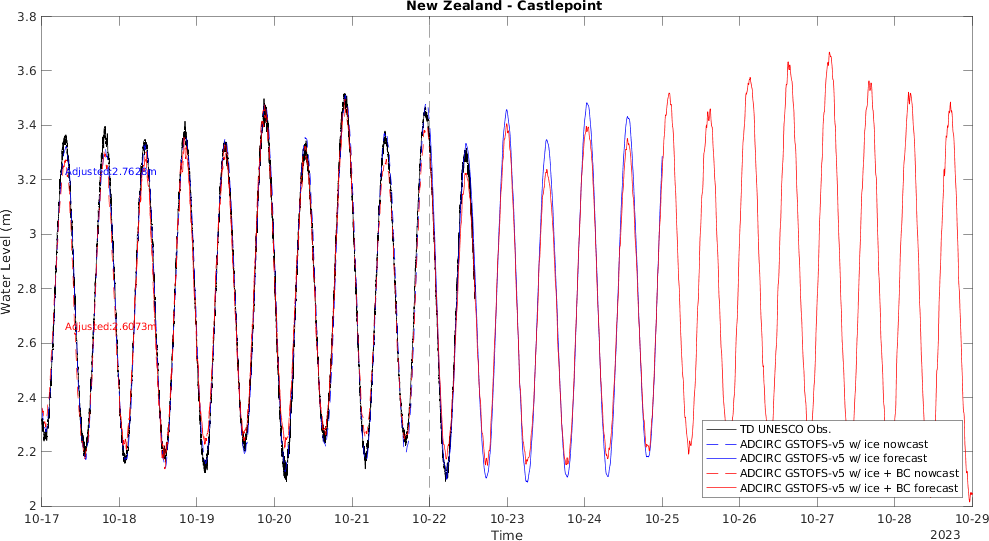 New Zealand - Castlepoint
3.8
3.6
3.4
3.2
3
2.8
2.6
2.4
2.2
2
Water Level (m)
Adjusted:2.7628m
Adjusted:2.6073m
TD UNESCO Obs.
ADCIRC GSTOFS-v5 w/ ice nowcast
ADCIRC GSTOFS-v5 w/ ice forecast
ADCIRC GSTOFS-v5 w/ ice + BC nowcast
ADCIRC GSTOFS-v5 w/ ice + BC forecast
10-17 10-18 10-19 10-20 10-21 10-22 10-23 10-24 10-25 10-26 10-27 10-28 10-29
Time
2023